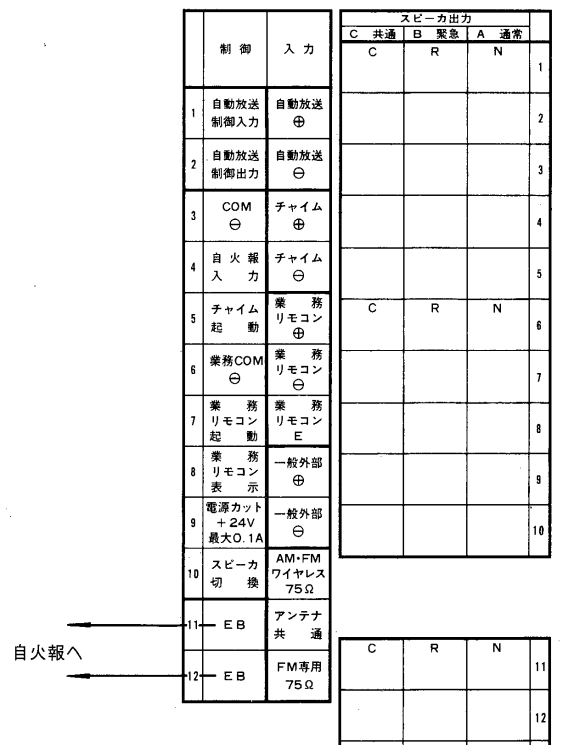 制御 入力
1 自動放送 自動放送
制御入力 ⊕
2 自動放送 自動放送
制御出力 ⊖
3 COM チャイム
⊖ ⊕
4 自火報 チャイム
入力 ⊖
5 チャイム 業務
起動 リモコン
⊕
6 業務COM 業務
⊖ リモコン
⊖
7 業務 業務
リモコン リモコン
起動 E
8 業務 一般外部
リモコン ⊕
表示
9 電源カット 一般外部
+24V ⊖
最大0.1A
10 スピーカ AM・FM
切換 ワイヤレス
75Ω
11 EB アンテナ
共通
12 EB FM専用
75Ω
自火報へ
スピーカ出力
C 共通 B 緊急 A 通常
C R N 1
2
3
4
5
C R N 6
7
8
9
10
C R N 11
12